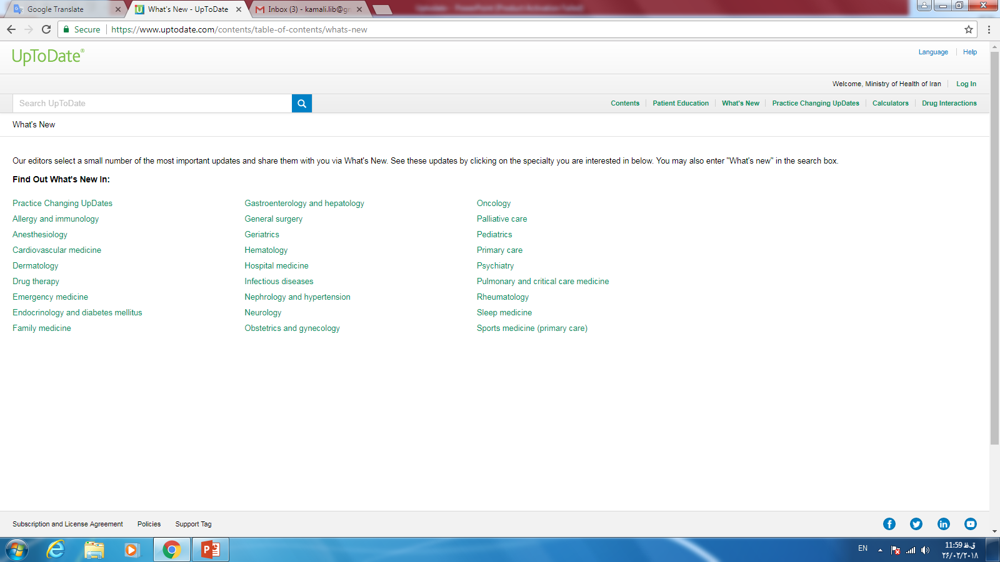 Google Translate
What's New - UpToDate
Inbox (3) - kamali.lib@g
Uptodate - PowerPoint (Product Activation Failed)
Secure https://www.uptodate.com/contents/table-of-contents/whats-new
UpToDate®
Language Help
Welcome, Ministry of Health of Iran Log In
Search UpToDate
Contents Patient Education What's New Practice Changing UpDates Calculators Drug Interactions
What's New
Our editors select a small number of the most important updates and share them with you via What's New. See these updates by clicking on the specialty you are interested in below. You may also enter "What's new" in the search box.
Find Out What's New In:
Practice Changing UpDates
Allergy and immunology
Anesthesiology
Cardiovascular medicine
Dermatology
Drug therapy
Emergency medicine
Endocrinology and diabetes mellitus
Family medicine
Gastroenterology and hepatology
General surgery
Geriatrics
Hematology
Hospital medicine
Infectious diseases
Nephrology and hypertension
Neurology
Obstetrics and gynecology
Oncology
Palliative care
Pediatrics
Primary care
Psychiatry
Pulmonary and critical care medicine
Rheumatology
Sleep medicine
Sports medicine (primary care)
Subscription and License Agreement Policies Support Tag
EN
11:59 ق.ظ
۲۶/۰۲/۲۰۱۸